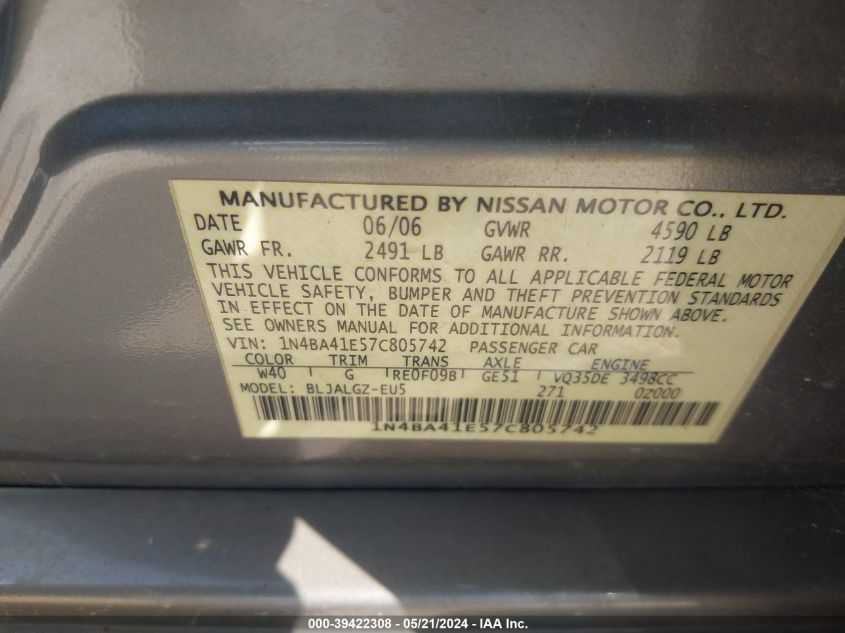 MANUFACTURED BY NISSAN MOTOR CO., LTD.
DATE 06/06 GVWR 4590 LB
GAWR FR. 2491 LB GAWR RR. 2119 LB
THIS VEHICLE CONFORMS TO ALL APPLICABLE FEDERAL MOTOR
VEHICLE SAFETY, BUMPER AND THEFT PREVENTION STANDARDS
IN EFFECT ON THE DATE OF MANUFACTURE SHOWN ABOVE.
SEE OWNERS MANUAL FOR ADDITIONAL INFORMATION.
VIN: 1N4BA41E57C805742 PASSENGER CAR
COLOR TRIM TRANS AXLE ENGINE
W40 G RE0F09B GE51 VQ35DE 3498CC
MODEL: BLJALGZ-EU5 271 0Z000
1N4BA41E57C805742
000-39422308 - 05/21/2024 - IAA Inc.